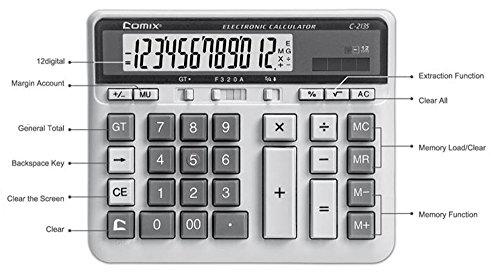 comix ELECTRONIC CALCULATOR C-2135
-123456789012. E G M
12digital
GT • F 3 2 A 0 5/4
Margin Account
+/− MU % √ AC
Extraction Function
Clear All
General Total
GT 7 8 9 × ÷ MC
Memory Load/Clear
→ 4 5 6 − MR
Backspace Key
Clear the Screen
CE 1 2 3 + = M−
Memory Function
Clear
0 00 · M+